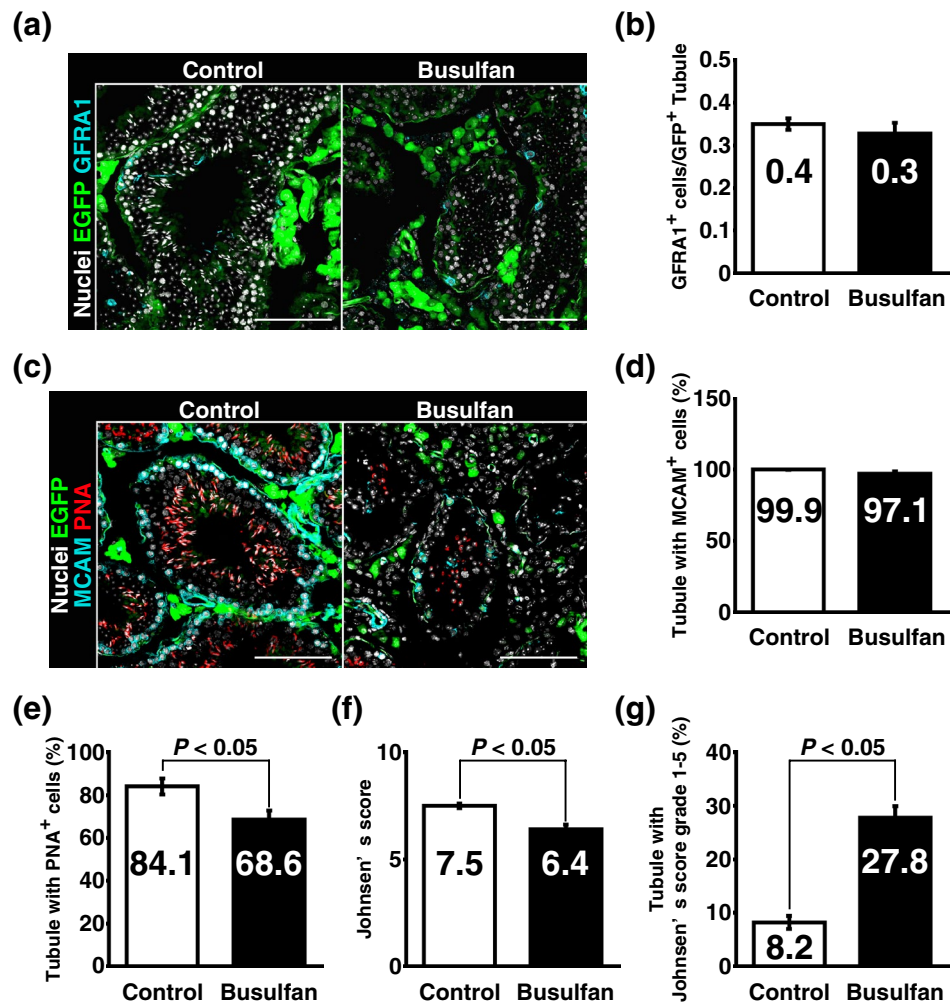 (a)
Control
Busulfan
Nuclei EGFP GFRA1
(b)
GFRA1+ cells/GFP+ Tubule
0.5
0.4
0.3
0.2
0.1
0
0.4
0.3
Control
Busulfan
(c)
Control
Busulfan
Nuclei EGFP
MCAM PNA
(d)
Tubule with MCAM+ cells (%)
150
100
50
0
99.9
97.1
Control
Busulfan
(e)
Tubule with PNA+ cells (%)
100
80
60
40
20
0
P < 0.05
84.1
68.6
Control
Busulfan
(f)
Johnsen's score
10
5
0
P < 0.05
7.5
6.4
Control
Busulfan
(g)
Tubule with
Johnsen's score grade 1-5 (%)
40
30
20
10
0
P < 0.05
8.2
27.8
Control
Busulfan